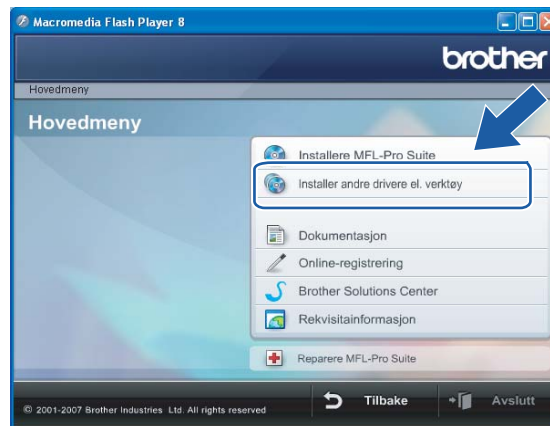 Macromedia Flash Player 8
brother
Hovedmeny
Hovedmeny
Installere MFL-Pro Suite
Installer andre drivere el. verktøy
Dokumentasjon
Online-registrering
Brother Solutions Center
Rekvisitainformasjon
Reparere MFL-Pro Suite
© 2001-2007 Brother Industries Ltd. All rights reserved
Tilbake
Avslutt